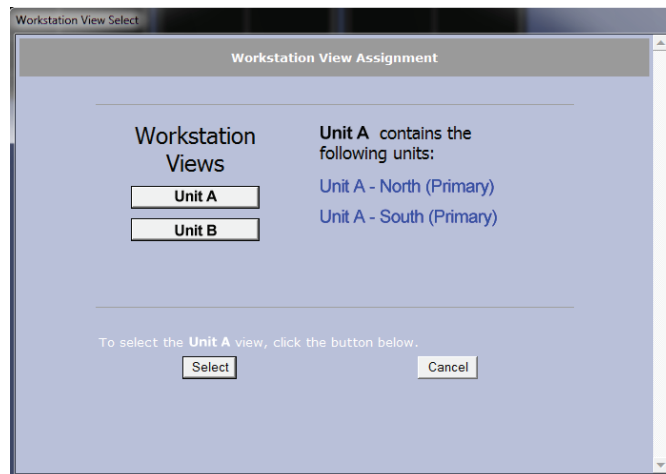 Workstation View Select
Workstation View Assignment
Workstation
Views
Unit A
Unit B
Unit A contains the
following units:
Unit A - North (Primary)
Unit A - South (Primary)
To select the Unit A view, click the button below.
Select
Cancel